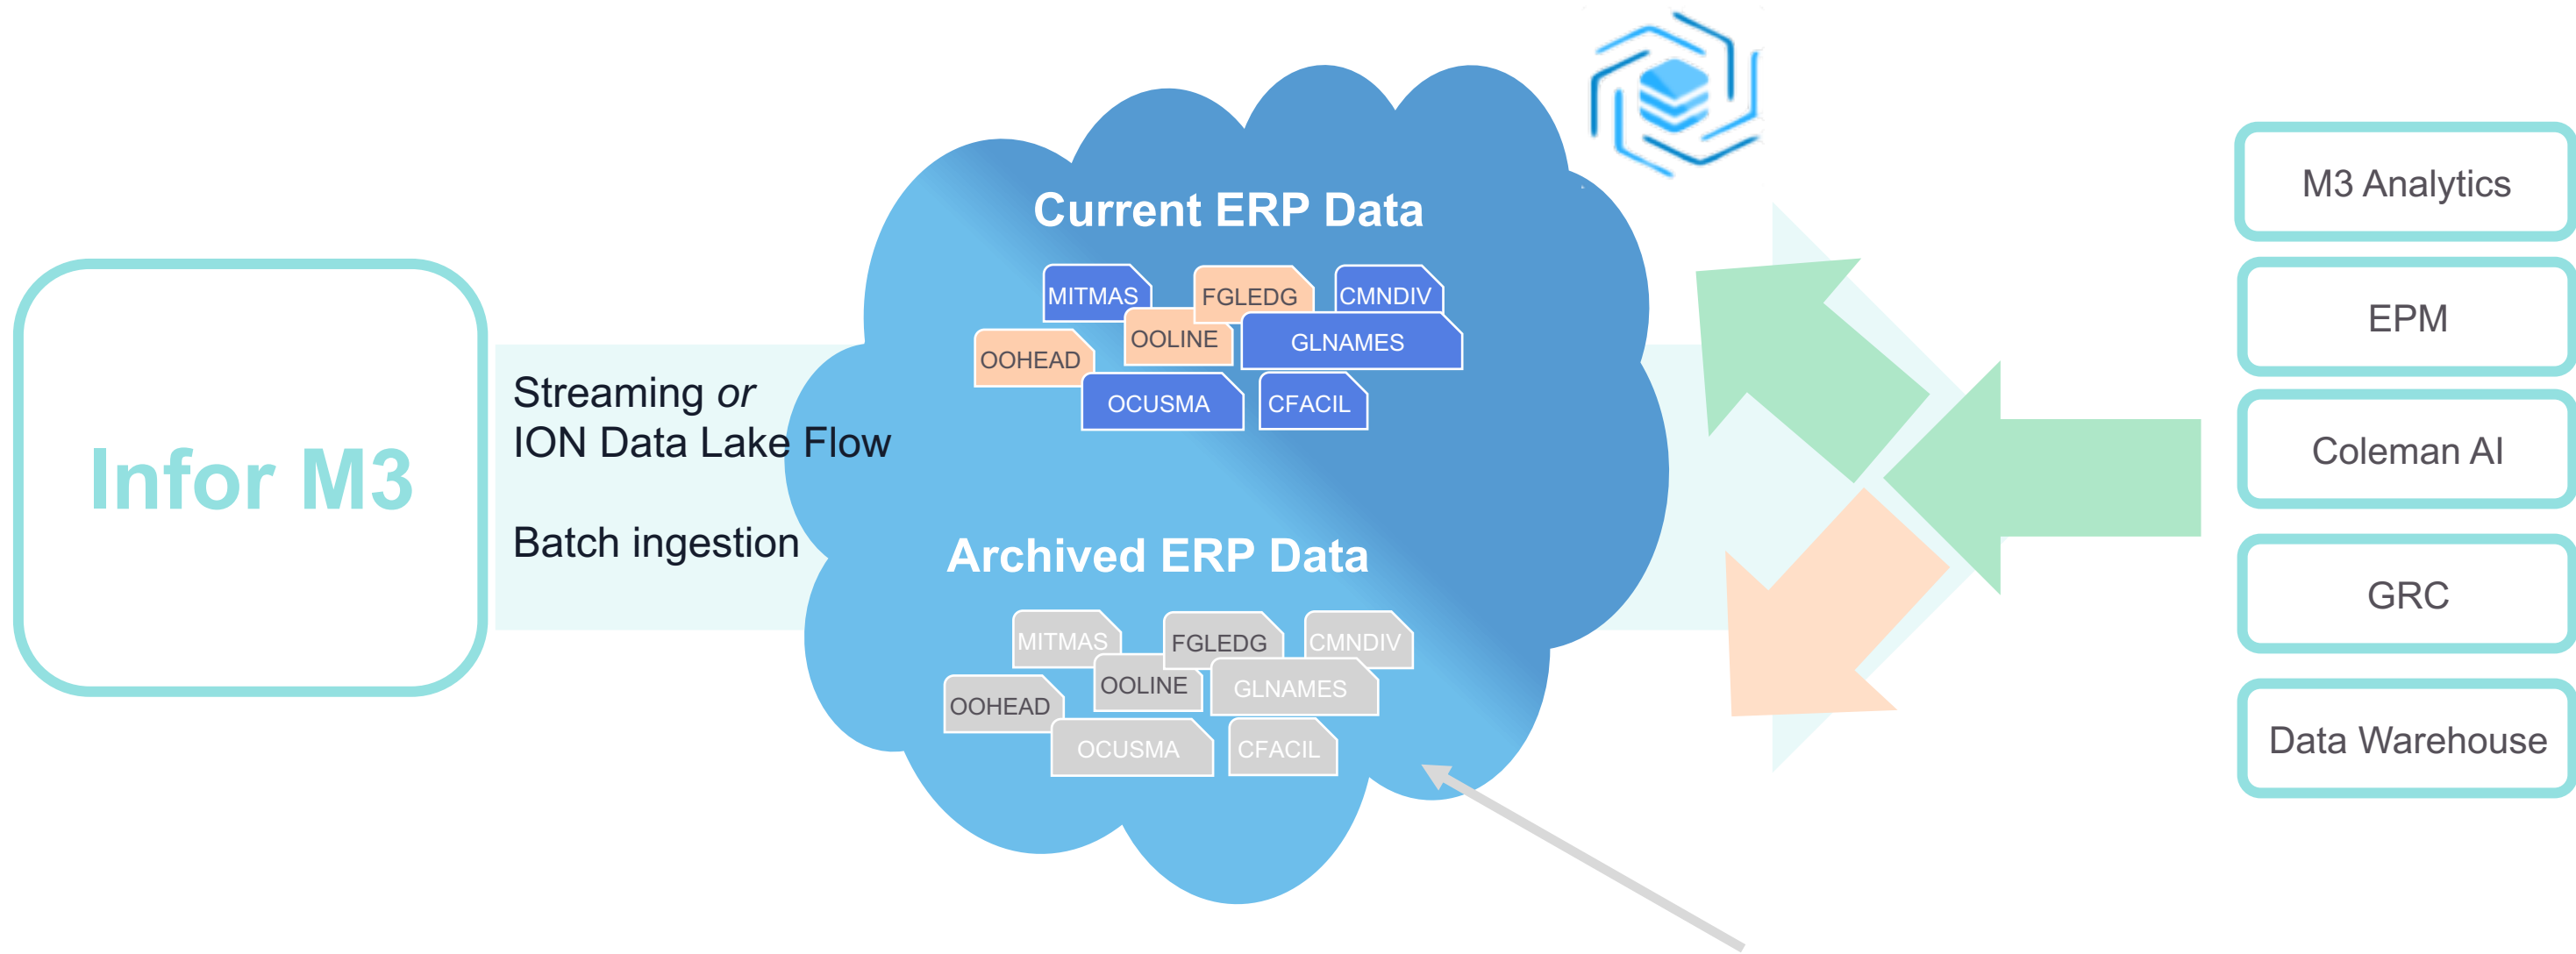 Infor M3
Streaming or
ION Data Lake Flow
Batch ingestion
Current ERP Data
MITMAS
FGLEDG
CMNDIV
OOLINE
GLNAMES
OOHEAD
OCUSMA
CFACIL
Archived ERP Data
MITMAS
FGLEDG
CMNDIV
OOLINE
GLNAMES
OOHEAD
OCUSMA
CFACIL
M3 Analytics
EPM
Coleman AI
GRC
Data Warehouse